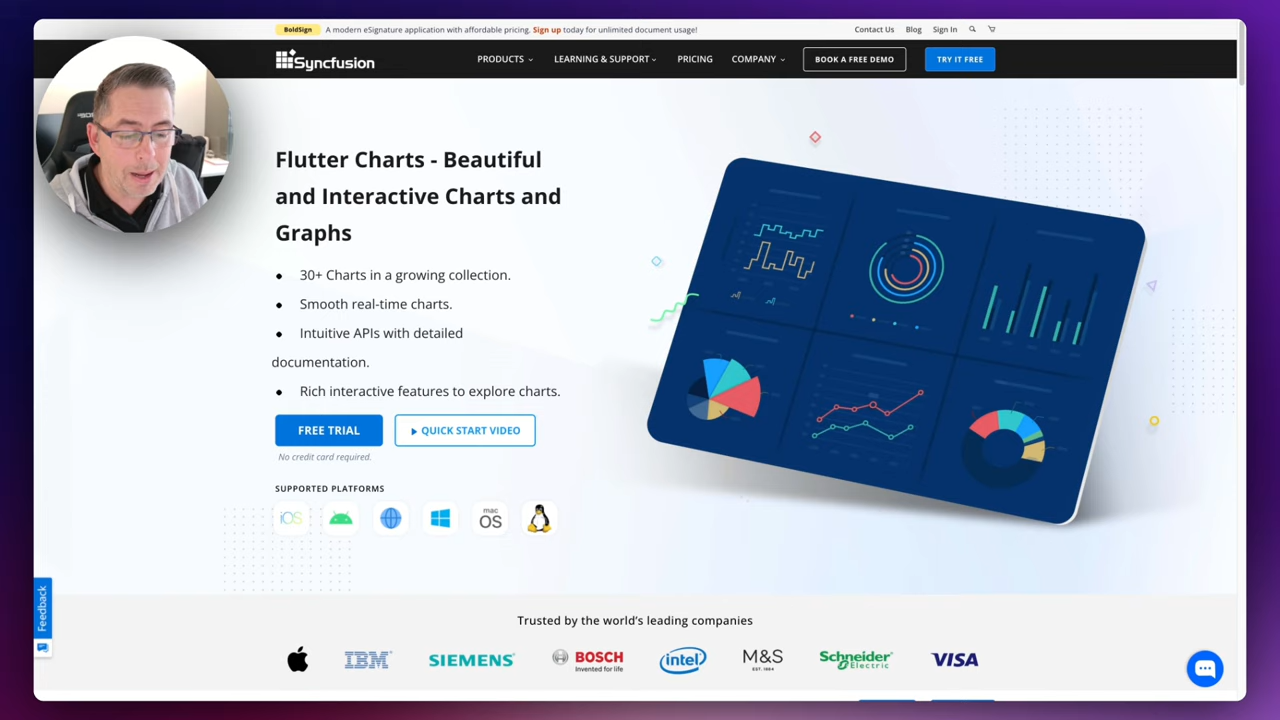 BoldSign A modern eSignature application with affordable pricing. Sign up today for unlimited document usage! Contact Us Blog Sign In
Syncfusion PRODUCTS LEARNING & SUPPORT PRICING COMPANY BOOK A FREE DEMO TRY IT FREE
Flutter Charts - Beautiful
and Interactive Charts and
Graphs
30+ Charts in a growing collection.
Smooth real-time charts.
Intuitive APIs with detailed
documentation.
Rich interactive features to explore charts.
FREE TRIAL QUICK START VIDEO
No credit card required.
SUPPORTED PLATFORMS
iOS mac
OS
Feedback
Trusted by the world's leading companies
IBM SIEMENS BOSCH intel M&S Schneider VISA
Invented for life EST. 1884 Electric